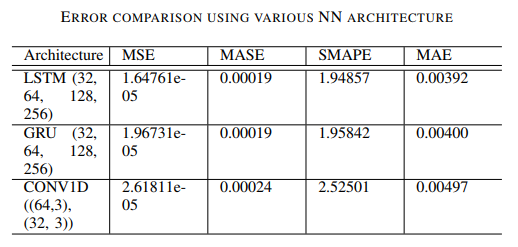 ERROR COMPARISON USING VARIOUS NN ARCHITECTURE
Architecture MSE MASE SMAPE MAE
LSTM (32, 1.64761e- 0.00019 1.94857 0.00392
64, 128, 05
256)
GRU (32, 1.96731e- 0.00019 1.95842 0.00400
64, 128, 05
256)
CONV1D 2.61811e- 0.00024 2.52501 0.00497
((64,3), 05
(32, 3))